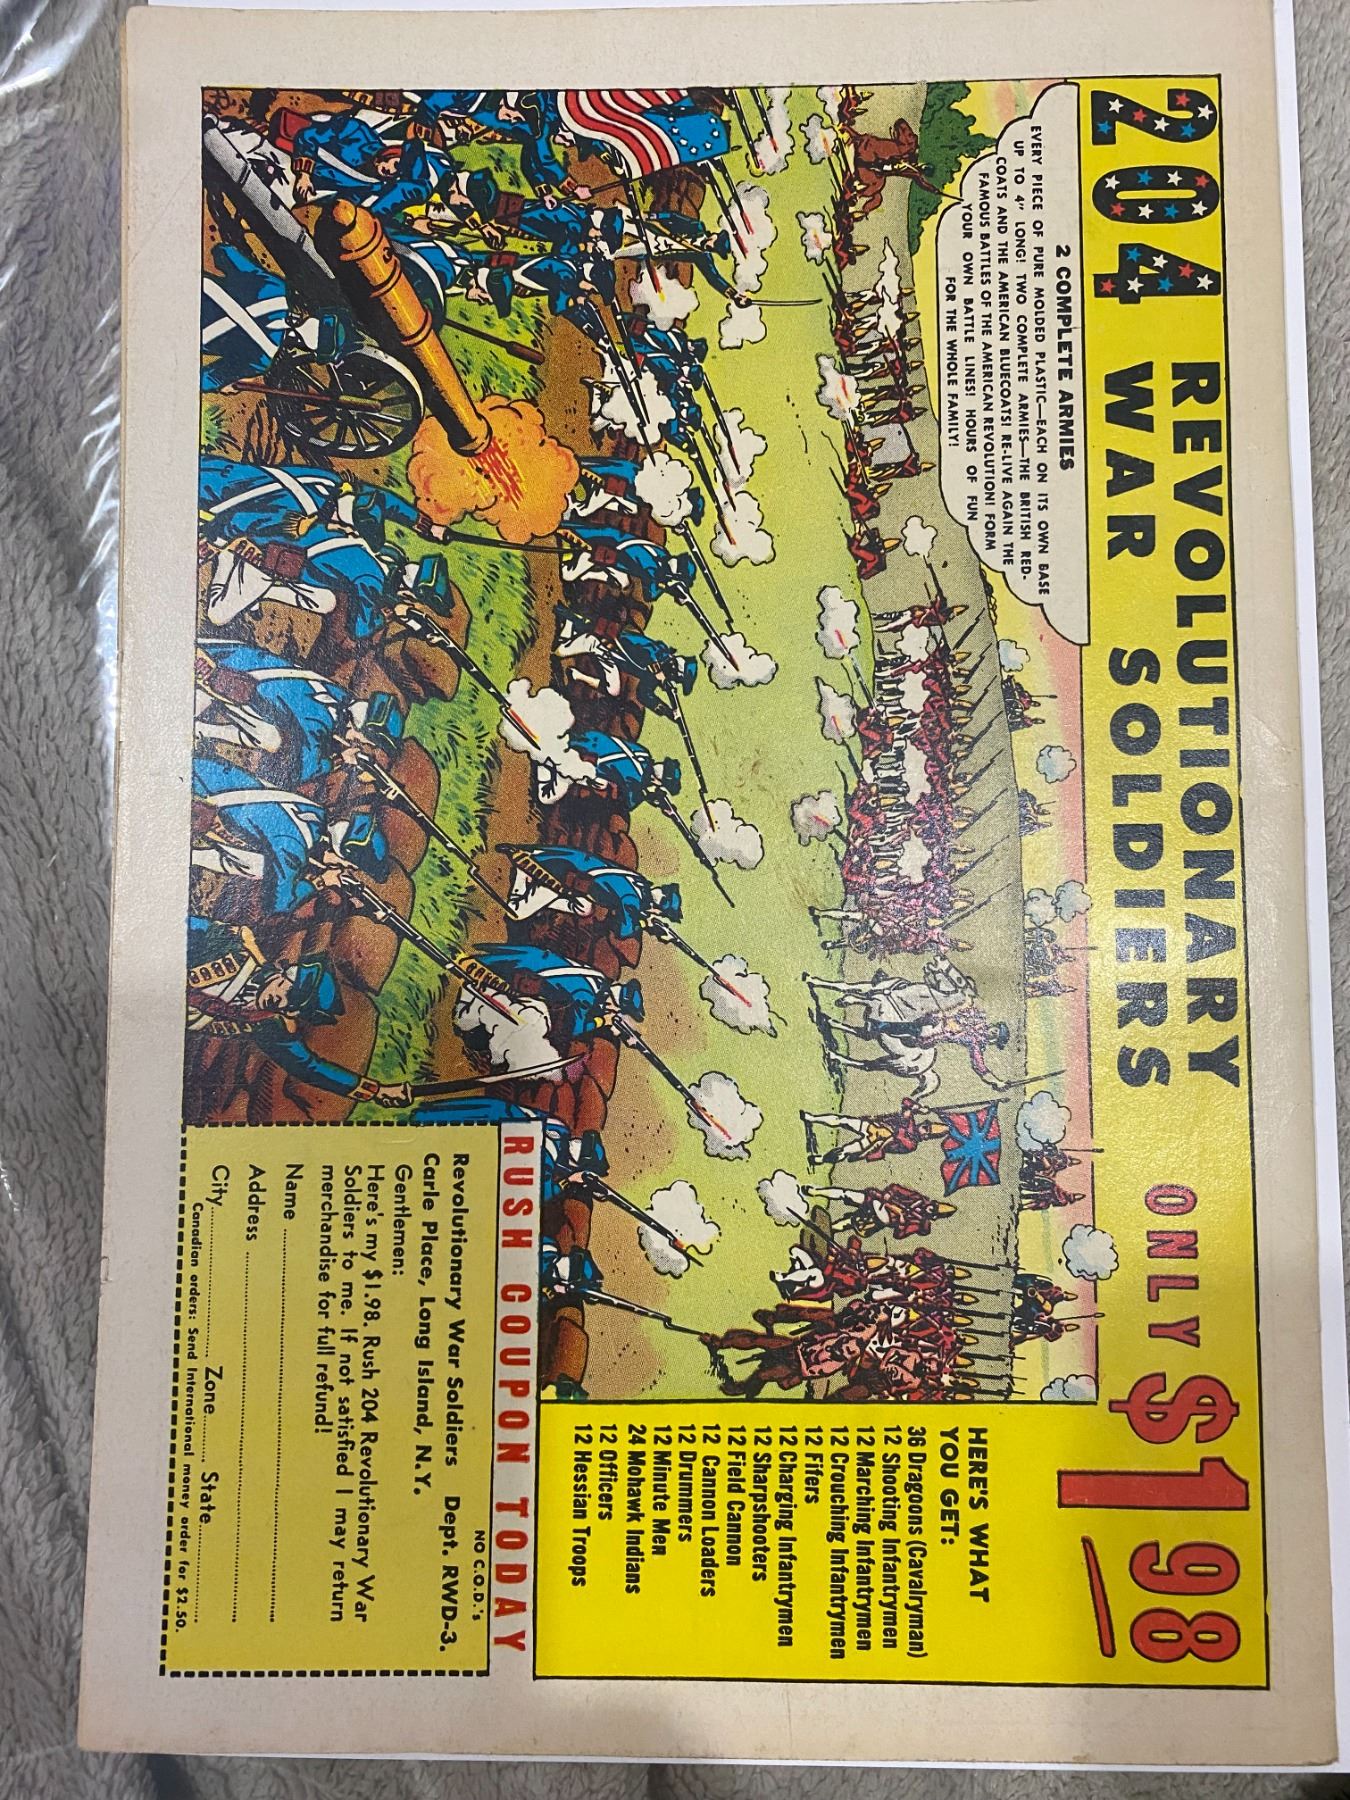 204 REVOLUTIONARY
WAR SOLDIERS
ONLY $1 98
2 COMPLETE ARMIES
EVERY PIECE OF PURE MOLDED PLASTIC—EACH ON ITS OWN BASE
UP TO 4" LONG! TWO COMPLETE ARMIES—THE BRITISH RED-
COATS AND THE AMERICAN BLUECOATS! RE-LIVE AGAIN THE
FAMOUS BATTLES OF THE AMERICAN REVOLUTION! FORM
YOUR OWN BATTLE LINES! HOURS OF FUN
FOR THE WHOLE FAMILY!
HERE'S WHAT
YOU GET:
36 Dragoons (Cavalryman)
12 Shooting Infantrymen
12 Marching Infantrymen
12 Crouching Infantrymen
12 Fifers
12 Charging Infantrymen
12 Sharpshooters
12 Field Cannon
12 Cannon Loaders
12 Drummers
12 Minute Men
24 Mohawk Indians
12 Officers
12 Hessian Troops
RUSH COUPON TODAY
NO C.O.D.'s
Revolutionary War Soldiers Dept. RWD-3.
Carle Place, Long Island, N.Y.
Gentlemen:
Here's my $1.98. Rush 204 Revolutionary War
Soldiers to me. If not satisfied I may return
merchandise for full refund!
Name
Address
City Zone State
Canadian orders: Send International money order for $2.50.